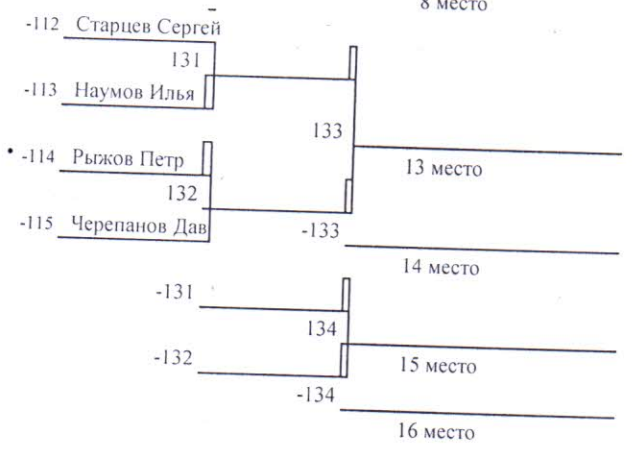 8 место
-112 Старцев Сергей
131
-113 Наумов Илья
133
-114 Рыжов Петр
13 место
132
-115 Черепанов Дав
-133
14 место
-131
134
-132
15 место
-134
16 место